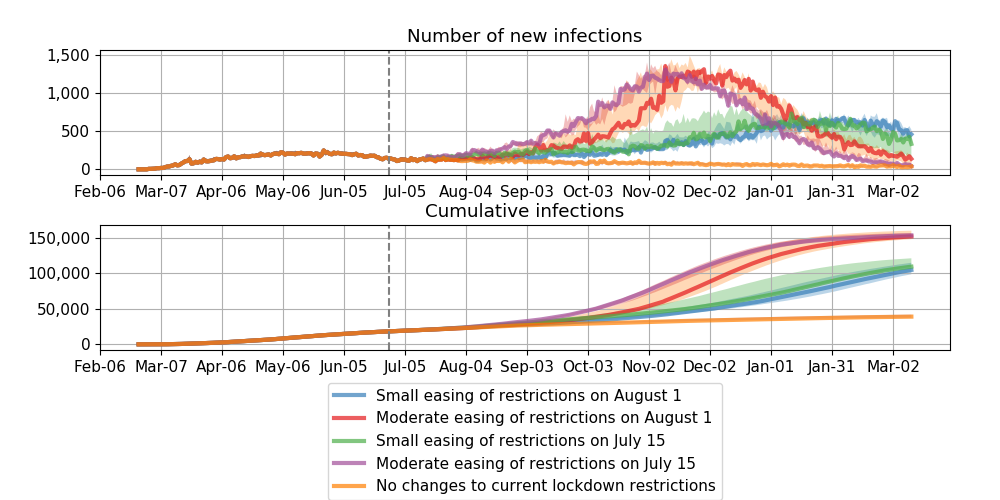 Number of new infections
1,500
1,000
500
0
Feb-06 Mar-07 Apr-06 May-06 Jun-05 Jul-05 Aug-04 Sep-03 Oct-03 Nov-02 Dec-02 Jan-01 Jan-31 Mar-02
Cumulative infections
150,000
100,000
50,000
0
Feb-06 Mar-07 Apr-06 May-06 Jun-05 Jul-05 Aug-04 Sep-03 Oct-03 Nov-02 Dec-02 Jan-01 Jan-31 Mar-02
Small easing of restrictions on August 1
Moderate easing of restrictions on August 1
Small easing of restrictions on July 15
Moderate easing of restrictions on July 15
No changes to current lockdown restrictions